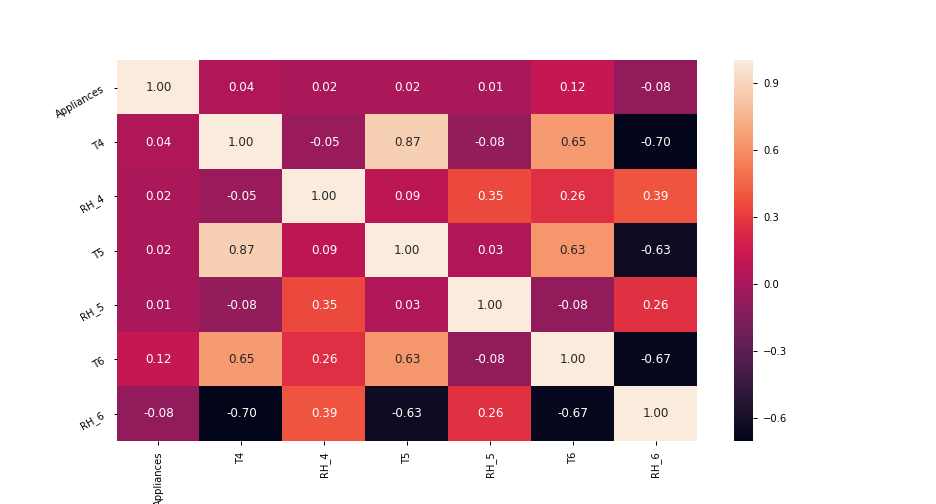 Appliances 1.00 0.04 0.02 0.02 0.01 0.12 -0.08
T4 0.04 1.00 -0.05 0.87 -0.08 0.65 -0.70
RH_4 0.02 -0.05 1.00 0.09 0.35 0.26 0.39
T5 0.02 0.87 0.09 1.00 0.03 0.63 -0.63
RH_5 0.01 -0.08 0.35 0.03 1.00 -0.08 0.26
T6 0.12 0.65 0.26 0.63 -0.08 1.00 -0.67
RH_6 -0.08 -0.70 0.39 -0.63 0.26 -0.67 1.00
Appliances T4 RH_4 T5 RH_5 T6 RH_6
0.9
0.6
0.3
0.0
−0.3
−0.6